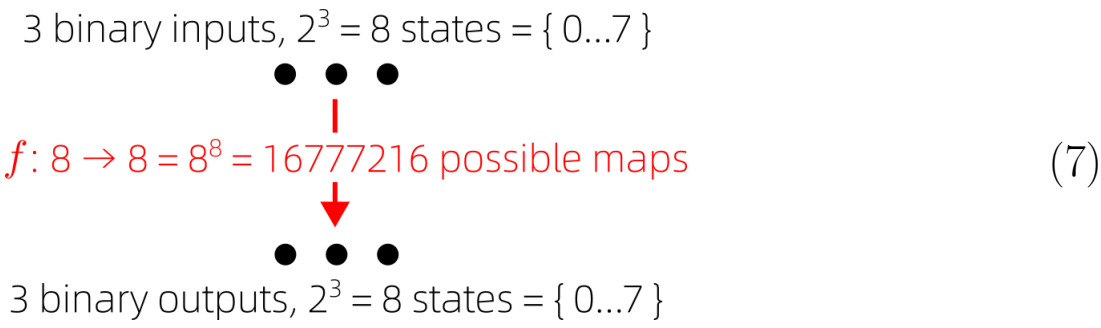 3 binary inputs, 2³ = 8 states = { 0...7 }
f: 8 → 8 = 8⁸ = 16777216 possible maps
(7)
3 binary outputs, 2³ = 8 states = { 0...7 }